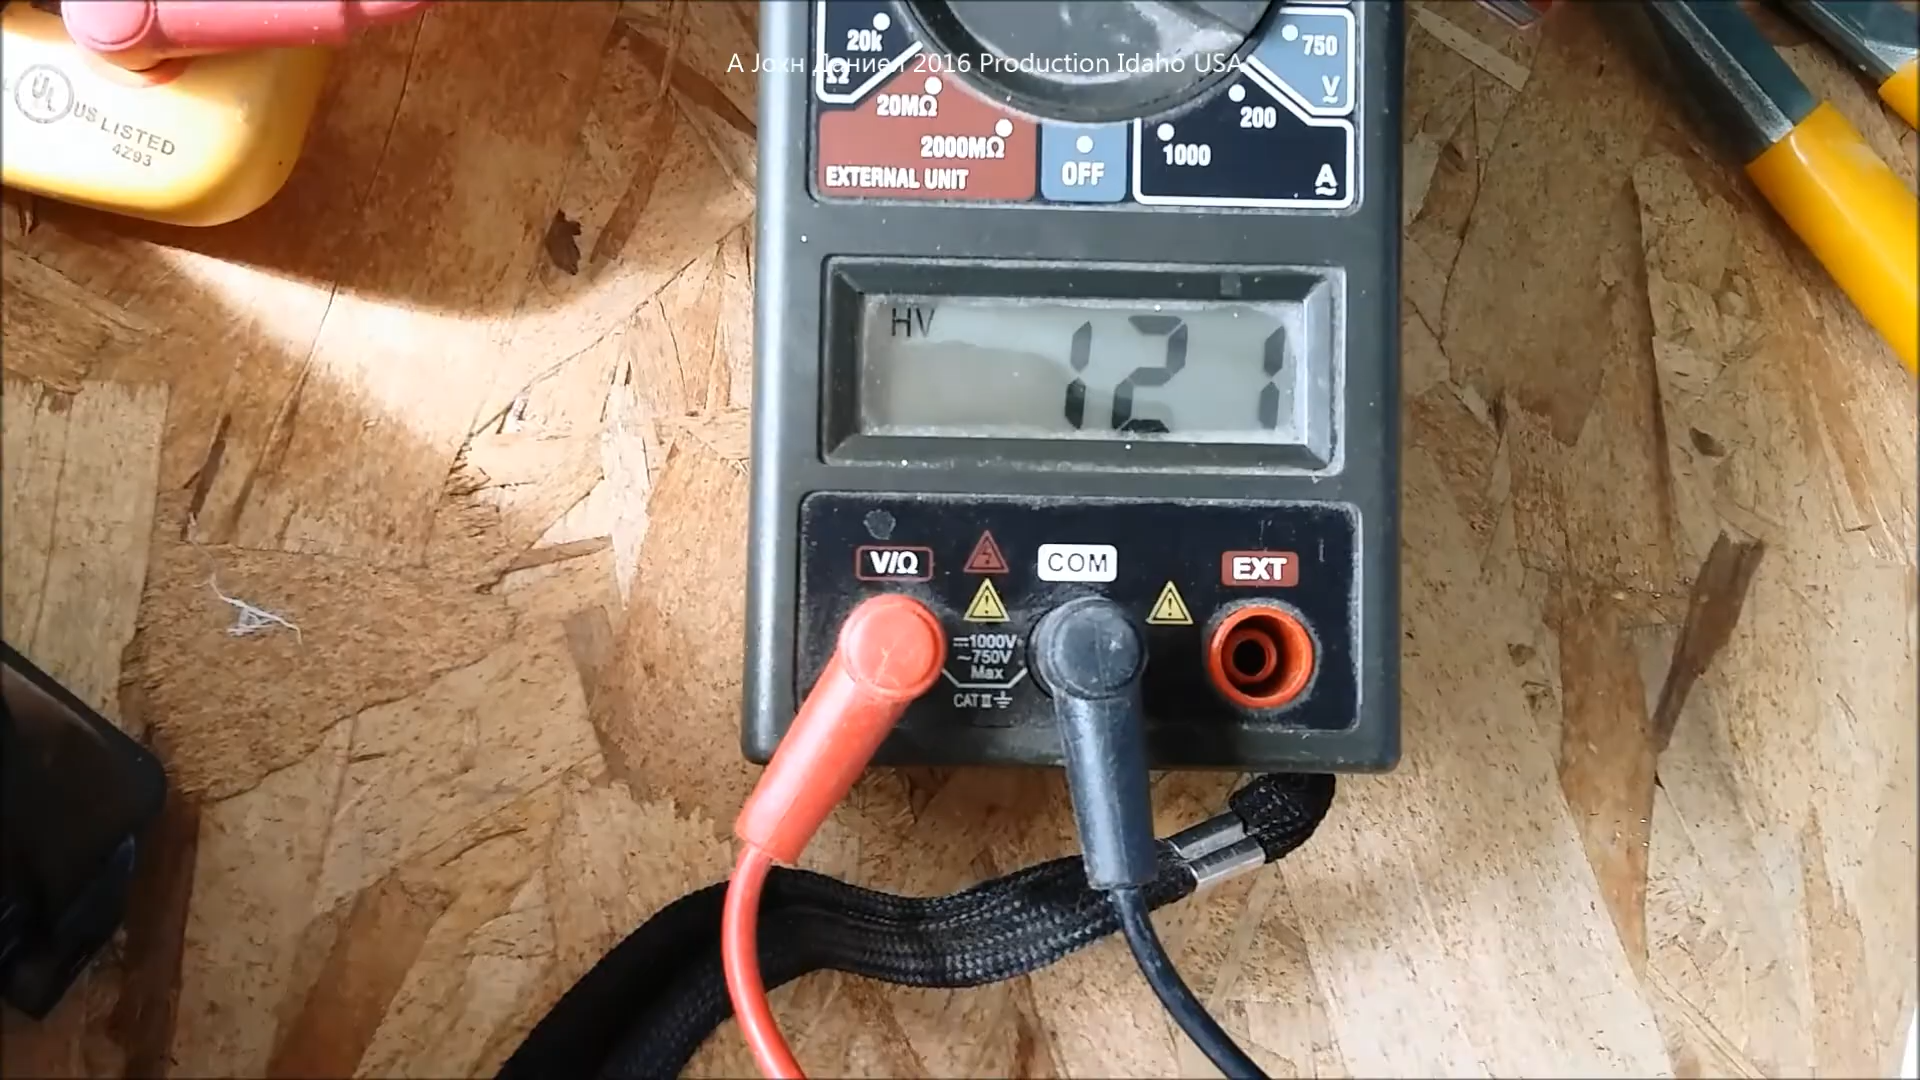 А Јохн Даниел 2016 Production Idaho USA
20k
Ω
20MΩ
2000MΩ
EXTERNAL UNIT
OFF
750
V
200
1000
A
HV
121
V/Ω
COM
EXT
1000V
~750V
Max
CAT II
UL
US LISTED
4Z93